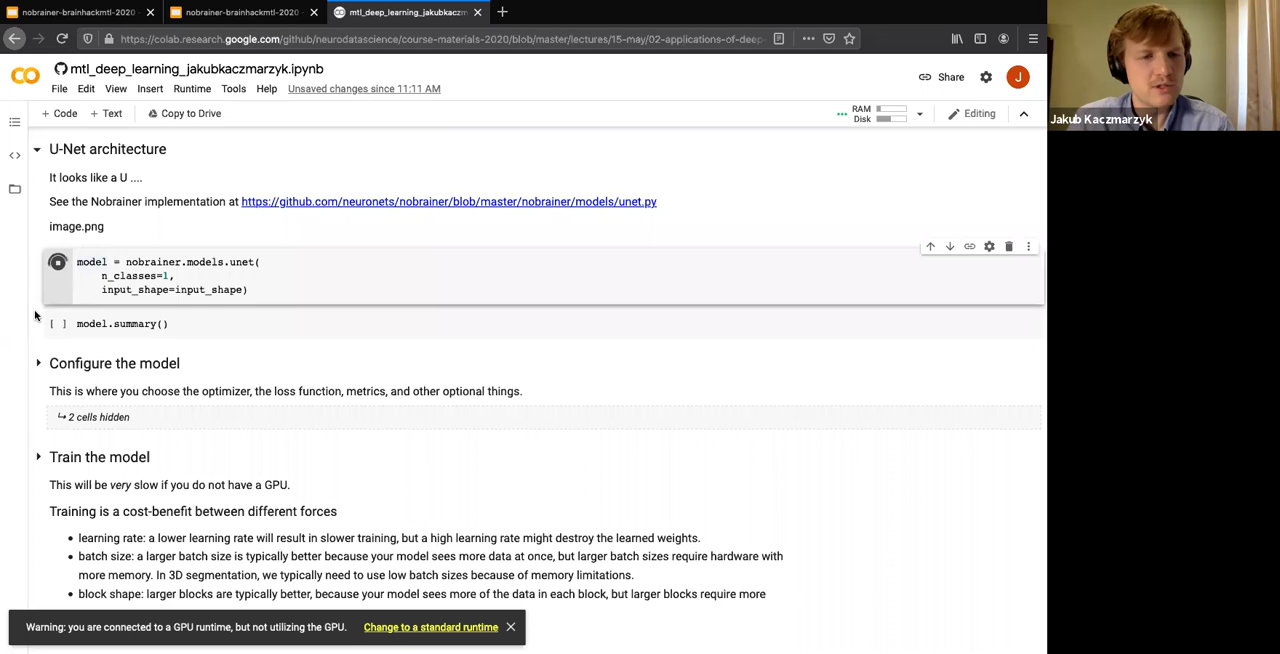 nobrainer-brainhackmtl-2020
nobrainer-brainhackmtl-2020
mtl_deep_learning_jakubkaczm
https://colab.research.google.com/github/neurodatascience/course-materials-2020/blob/master/lectures/15-may/02-applications-of-deep-
mtl_deep_learning_jakubkaczmarzyk.ipynb
Share
J
File Edit View Insert Runtime Tools Help Unsaved changes since 11:11 AM
+ Code + Text Copy to Drive
RAM
Disk
Editing
Jakub Kaczmarzyk
U-Net architecture
It looks like a U ....
See the Nobrainer implementation at https://github.com/neuronets/nobrainer/blob/master/nobrainer/models/unet.py
image.png
model = nobrainer.models.unet(
n_classes=1,
input_shape=input_shape)
[ ] model.summary()
Configure the model
This is where you choose the optimizer, the loss function, metrics, and other optional things.
↳ 2 cells hidden
Train the model
This will be very slow if you do not have a GPU.
Training is a cost-benefit between different forces
• learning rate: a lower learning rate will result in slower training, but a high learning rate might destroy the learned weights.
• batch size: a larger batch size is typically better because your model sees more data at once, but larger batch sizes require hardware with
more memory. In 3D segmentation, we typically need to use low batch sizes because of memory limitations.
• block shape: larger blocks are typically better, because your model sees more of the data in each block, but larger blocks require more
Warning: you are connected to a GPU runtime, but not utilizing the GPU. Change to a standard runtime